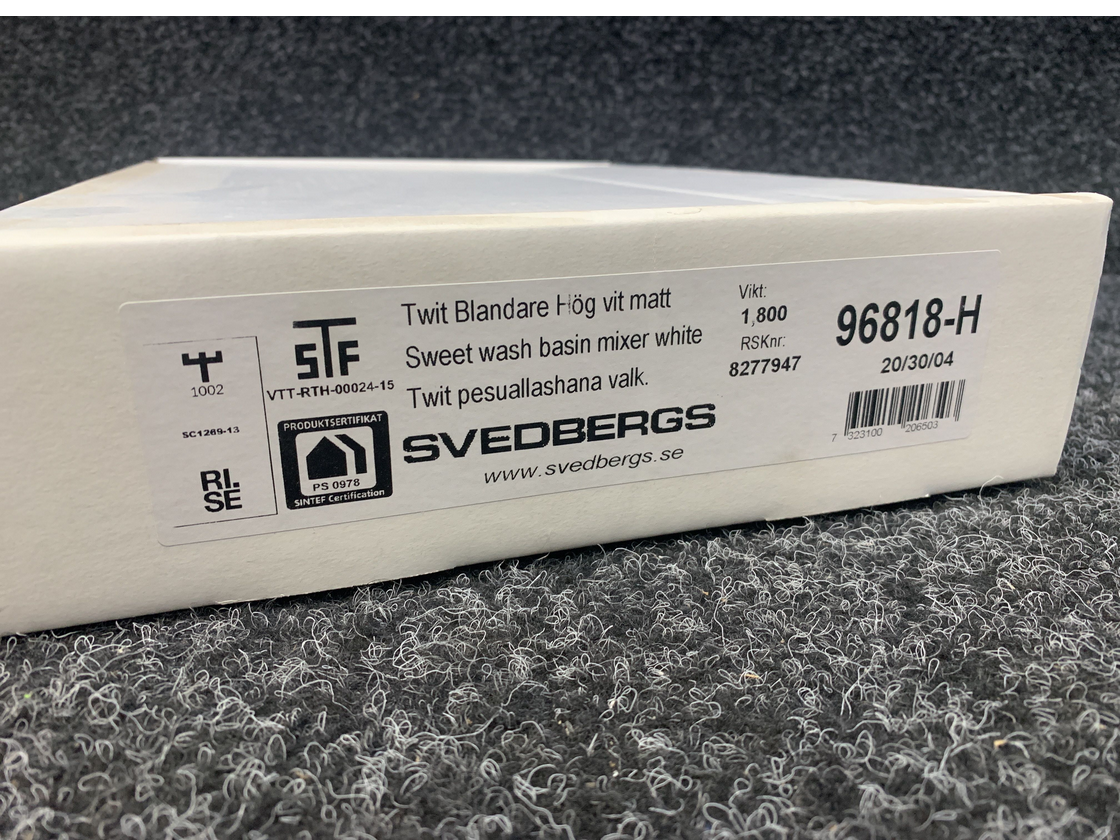 1002
SC1269-13
RI.
SE
STF
VTT-RTH-00024-15
PRODUKTSERTIFIKAT
PS 0978
SINTEF Certification
Twit Blandare Hög vit matt
Sweet wash basin mixer white
Twit pesuallashana valk.
SVEDBERGS
www.svedbergs.se
Vikt:
1,800
RSKnr:
8277947
96818-H
20/30/04
7 323100 206503